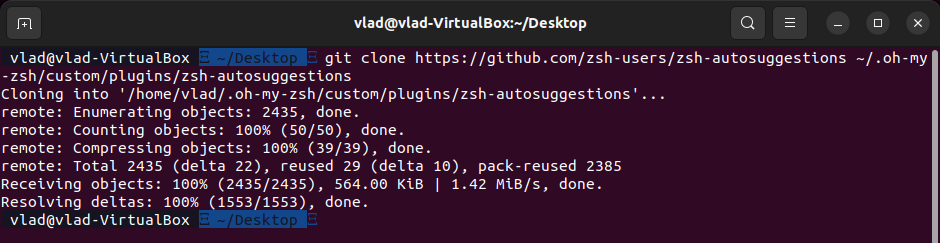 vlad@vlad-VirtualBox:~/Desktop
vlad@vlad-VirtualBox Ξ ~/Desktop Ξ git clone https://github.com/zsh-users/zsh-autosuggestions ~/.oh-my
-zsh/custom/plugins/zsh-autosuggestions
Cloning into '/home/vlad/.oh-my-zsh/custom/plugins/zsh-autosuggestions'...
remote: Enumerating objects: 2435, done.
remote: Counting objects: 100% (50/50), done.
remote: Compressing objects: 100% (39/39), done.
remote: Total 2435 (delta 22), reused 29 (delta 10), pack-reused 2385
Receiving objects: 100% (2435/2435), 564.00 KiB | 1.42 MiB/s, done.
Resolving deltas: 100% (1553/1553), done.
vlad@vlad-VirtualBox Ξ ~/Desktop Ξ